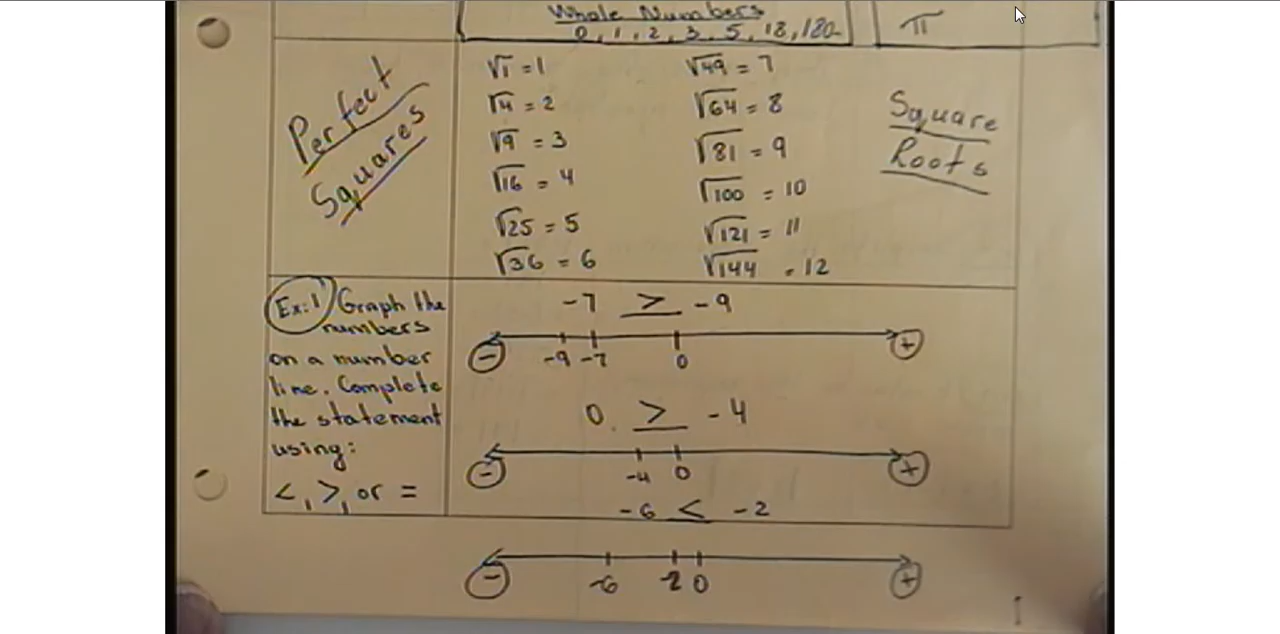 Whole Numbers
0, 1, 2, 3, 5, 18, 180
π
Perfect
Squares
√1 = 1
√4 = 2
√9 = 3
√16 = 4
√25 = 5
√36 = 6
√49 = 7
√64 = 8
√81 = 9
√100 = 10
√121 = 11
√144 = 12
Square
Roots
Ex: 1 Graph the
numbers
on a number
line. Complete
the statement
using:
<, >, or =
-7 > -9
- -9 -7 0 +
0 > -4
- -4 0 +
-6 < -2
- -6 -2 0 +